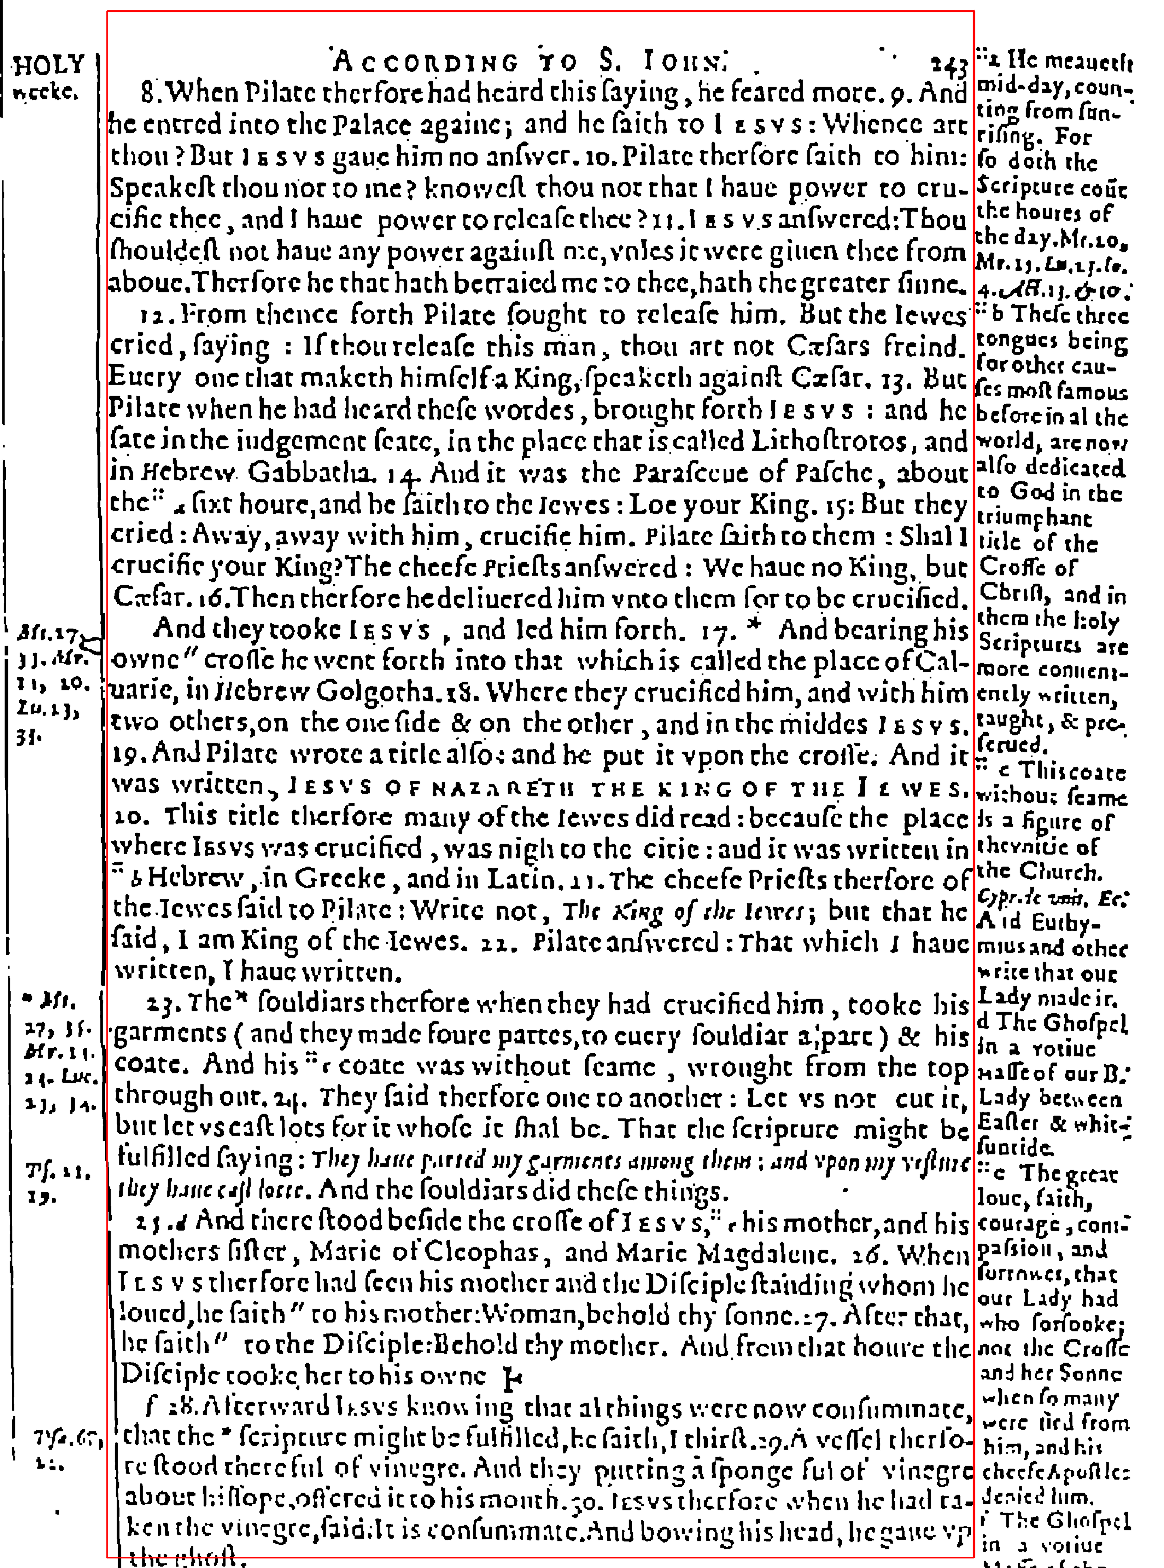 HOLY
weeke.
ACCORDING TO S. IOHN.
243
8. When Pilate therfore had heard this saying, he feared more. 9. And
he entred into the Palace againe; and he saith to IESVS: Whence art
thou? But IESVS gaue him no answer. 10. Pilate therfore saith to him:
Speakest thou not to me? knowest thou not that I haue power to cru-
cifie thee, and I haue power to release thee? 11. IESVS answered: Thou
shouldest not haue any power against me, vnles it were giuen thee from
aboue. Therfore he that hath betraied me to thee, hath the greater sinne.
12. From thence forth Pilate sought to release him. But the Iewes
cried, saying : If thou release this man, thou art not Cæsars freind.
Euery one that maketh himself a King, speaketh against Cæsar. 13. But
Pilate when he had heard these wordes, brought forth IESVS : and he
sate in the iudgement seate, in the place that is called Lithostrotos, and
in Hebrew Gabbatha. 14. And it was the Parasceue of Pasche, about
the :: a sixt houre, and he saith to the Iewes : Loe your King. 15. But they
cried : Away, away with him, crucifie him. Pilate saith to them : Shal I
crucifie your King? The cheefe Priests answered : We haue no King, but
Cæsar. 16. Then therfore he deliuered him vnto them for to be crucified.
And they tooke IESVS, and led him forth. 17. * And bearing his
owne " crosse he went forth into that which is called the place of Cal-
uarie, in Hebrew Golgotha. 18. Where they crucified him, and with him
two others, on the one side & on the other, and in the middes IESVS.
19. And Pilate wrote a title also: and he put it vpon the crosse. And it
was written, IESVS OF NAZARETH THE KING OF THE IEWES.
20. This title therfore many of the Iewes did read : because the place
where IESVS was crucified, was nigh to the citie : and it was written in
:: b Hebrew, in Greeke, and in Latin. 21. The cheefe Priests therfore of
the Iewes said to Pilate : Write not, The King of the Iewes; but that he
said, I am King of the Iewes. 22. Pilate answered : That which I haue
written, I haue written.
23. The * souldiars therfore when they had crucified him, tooke his
garments ( and they made foure partes, to euery souldiar a part ) & his
coate. And his :: c coate was without seame, wrought from the top
through out. 24. They said therfore one to another : Let vs not cut it,
but let vs cast lots for it whose it shal be. That the scripture might be
fulfilled saying : They haue parted my garments among them : and vpon my vesture
they haue cast lotte. And the souldiars did these things.
25. d And there stood beside the crosse of IESVS, :: e his mother, and his
mothers sister, Marie of Cleophas, and Marie Magdalene. 26. When
IESVS therfore had seen his mother and the Disciple standing whom he
loued, he saith " to his mother: Woman, behold thy sonne. 27. After that,
he saith " to the Disciple: Behold thy mother. And from that houre the
Disciple tooke her to his owne
f 28. Afterward IESVS knowing that al things were now consummate,
that the * scripture might be fulfilled, he saith, I thirst. 29. A vessel therfo-
re stood there ful of vinegre. And they putting a sponge ful of vinegre
about hissope, offered it to his mouth. 30. IESVS therfore when he had ta-
ken the vinegre, said: It is consummate. And bowing his head, he gaue vp
the ghost.
Mt. 27,
33. Mr.
Lu. 23,
* Mt.
27, 35.
Mr. 15.
24. Luc.
23, 34.
Ps. 21,
19.
:: a He meaneth
mid-day, coun-
ting from sun-
rising. For
so doth the
Scripture coũt
the houres of
the day. Mt. 20.
b These three
tongues being
for other cau-
ses most famous
before in al the
world, are now
also dedicated
to God in the
triumphant
title of the
Crosse of
Christ, and in
them the holy
Scriptures are
more conueni-
ently written,
taught, & pre-
serued.
:: c This coate
without seame
is a figure of
the vnitie of
the Church.
Cypr. de vnit. Ec.
And Euthy-
mius and other
write that our
Lady made it.
d The Ghospel
in a votiue
masse of our B.
Lady between
Easter & whit-
suntide.
:: e The great
loue, faith,
courage, com-
passion, and
sorrowes, that
our Lady had
who forsooke
not the Crosse
and her Sonne
when so many
were fled from
him, and his
cheefe Apostles
denied him.
f The Ghospel
in a votiue